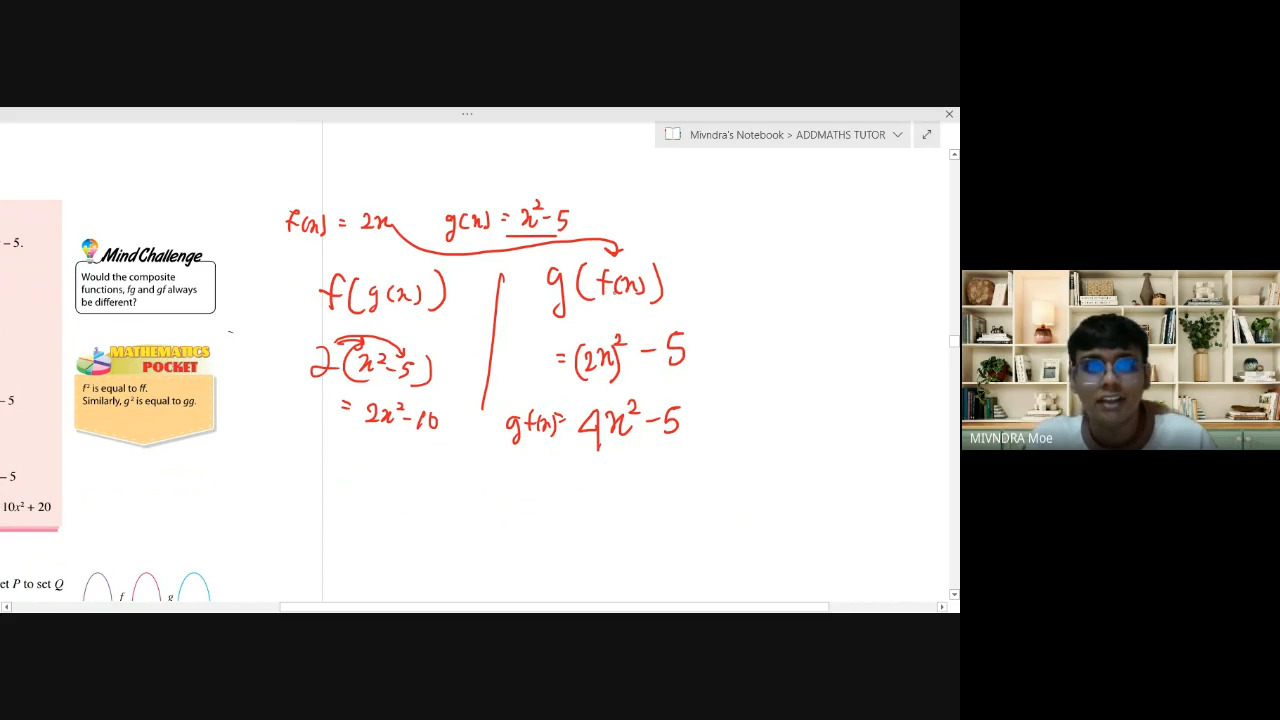 Mivndra's Notebook > ADDMATHS TUTOR
f(x) = 2x g(x) = x² - 5
f(g(x)) g(f(x))
2(x² - 5) = (2x)² - 5
= 2x² - 10 gf(x) = 4x² - 5
- 5.
Mind Challenge
Would the composite
functions, fg and gf always
be different?
MATHEMATICS
POCKET
f² is equal to ff.
Similarly, g² is equal to gg.
- 5
- 5
10x² + 20
et P to set Q
f g
MIVNDRA Moe